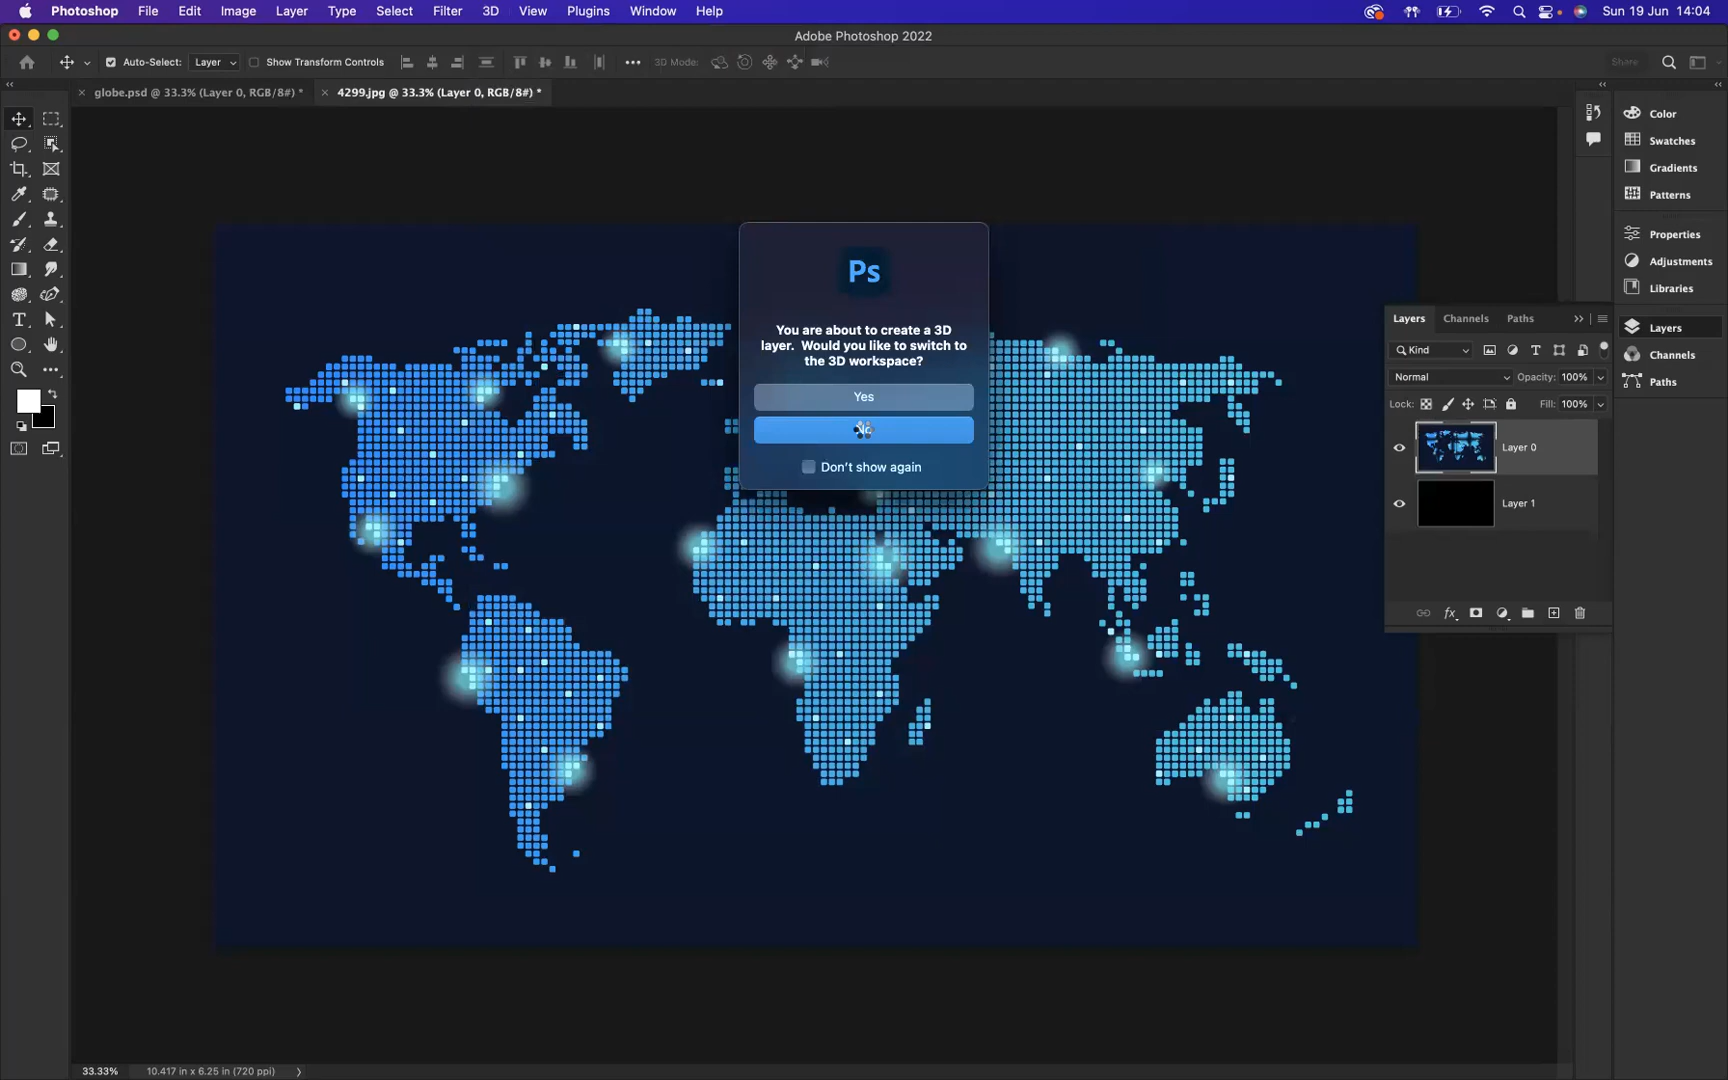 Photoshop File Edit Image Layer Type Select Filter 3D View Plugins Window Help Sun 19 Jun 14:04
Adobe Photoshop 2022
Auto-Select: Layer Show Transform Controls 3D Mode: Share
globe.psd @ 33.3% (Layer 0, RGB/8#) * 4299.jpg @ 33.3% (Layer 0, RGB/8#) *
Color
Swatches
Gradients
Patterns
Properties
Adjustments
Libraries
Layers
Channels
Paths
Ps
You are about to create a 3D
layer. Would you like to switch to
the 3D workspace?
Yes
No
Don't show again
Layers Channels Paths
Kind
Normal Opacity: 100%
Lock: Fill: 100%
Layer 0
Layer 1
fx
33.33% 10.417 in x 6.25 in (720 ppi)